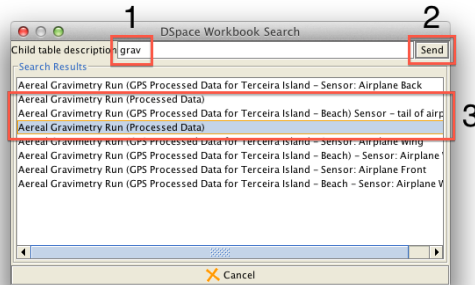 1
2
DSpace Workbook Search
Child table description grav Send
Search Results
Aereal Gravimetry Run (GPS Processed Data for Terceira Island – Sensor: Airplane Back
Aereal Gravimetry Run (Processed Data)
Aereal Gravimetry Run (GPS Processed Data for Terceira Island – Beach) Sensor – tail of airp
3
Aereal Gravimetry Run (Processed Data)
Aereal Gravimetry Run (GPS Processed Data for Terceira Island – Sensor: Airplane Wing
Aereal Gravimetry Run (GPS Processed Data for Terceira Island – Beach) – Sensor: Airplane
Aereal Gravimetry Run (GPS Processed Data for Terceira Island – Sensor: Airplane Front
Aereal Gravimetry Run (GPS Processed Data for Terceira Island – Beach – Sensor: Airplane
Cancel